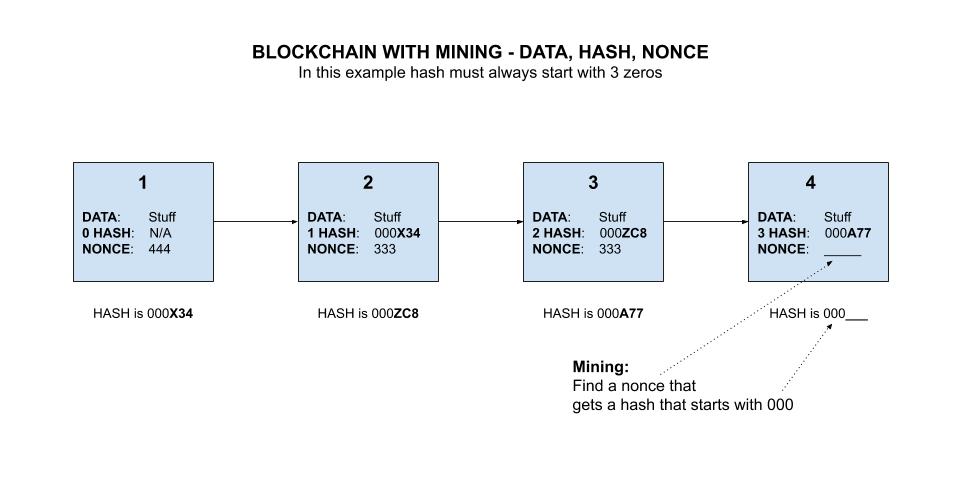 BLOCKCHAIN WITH MINING - DATA, HASH, NONCE
In this example hash must always start with 3 zeros
1
DATA: Stuff
0 HASH: N/A
NONCE: 444
HASH is 000X34
2
DATA: Stuff
1 HASH: 000X34
NONCE: 333
HASH is 000ZC8
3
DATA: Stuff
2 HASH: 000ZC8
NONCE: 333
HASH is 000A77
4
DATA: Stuff
3 HASH: 000A77
NONCE: _____
HASH is 000___
Mining:
Find a nonce that
gets a hash that starts with 000